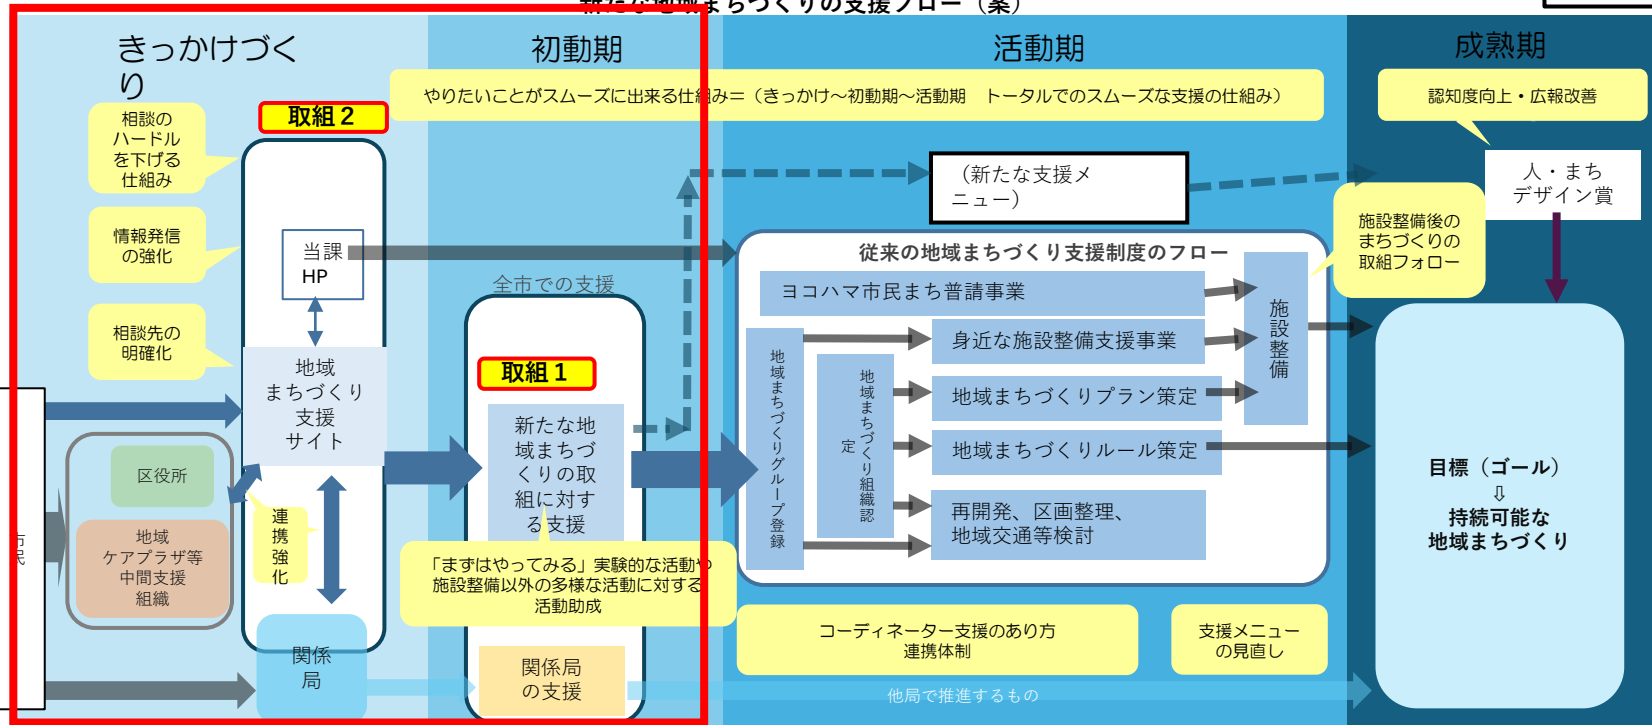 新たな地域まちづくりの支援フロー（案）
きっかけづく
り
初動期
活動期
成熟期
やりたいことがスムーズに出来る仕組み＝（きっかけ～初動期～活動期　トータルでのスムーズな支援の仕組み）
認知度向上・広報改善
取組２
相談の
ハードル
を下げる
仕組み
情報発信
の強化
相談先の
明確化
当課
HP
地域
まちづくり
支援
サイト
区役所
地域
ケアプラザ等
中間支援
組織
連
携
強
化
関係
局
市民
全市での支援
取組１
新たな地
域まちづ
くりの取
組に対す
る支援
「まずはやってみる」実験的な活動や
施設整備以外の多様な活動に対する
活動助成
関係局
の支援
（新たな支援メ
ニュー）
従来の地域まちづくり支援制度のフロー
ヨコハマ市民まち普請事業
身近な施設整備支援事業
地域まちづくりプラン策定
地域まちづくりルール策定
再開発、区画整理、
地域交通等検討
地域まちづくりグループ登録
地域まちづくり組織認
定
施設整備
コーディネーター支援のあり方
連携体制
支援メニュー
の見直し
他局で推進するもの
人・まち
デザイン賞
施設整備後の
まちづくりの
取組フォロー
目標（ゴール）
⇩
持続可能な
地域まちづくり